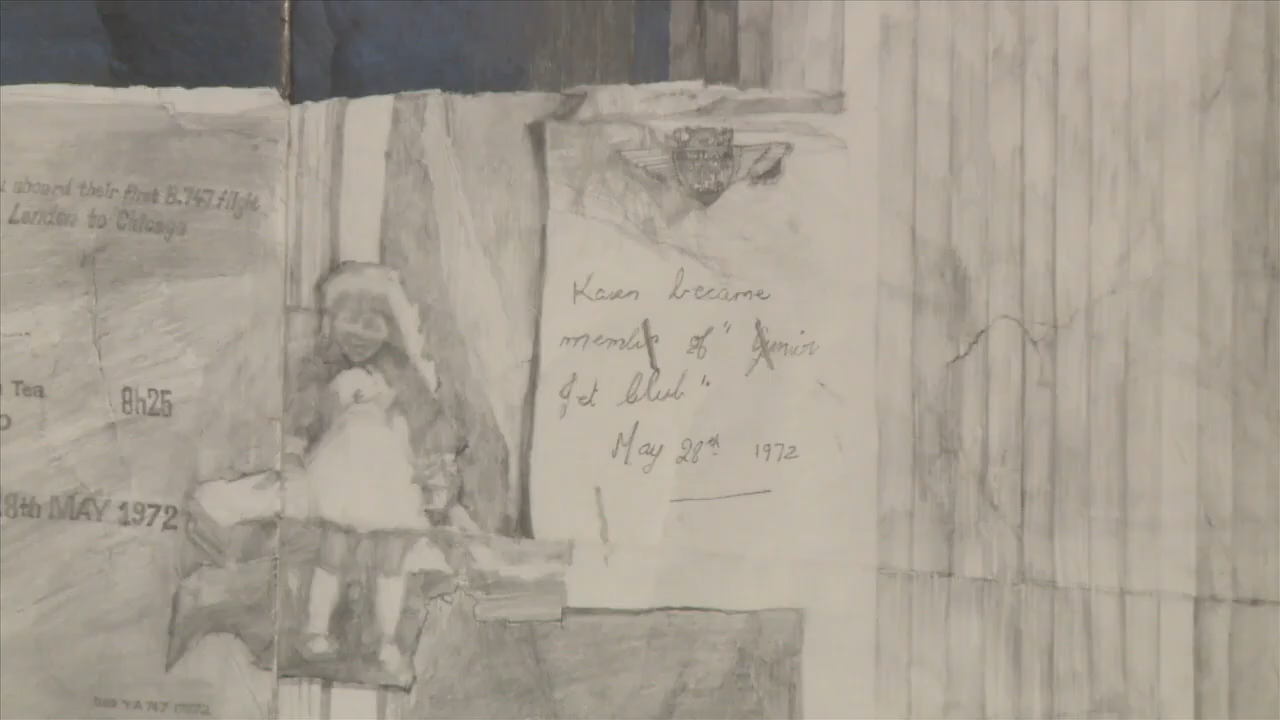 aboard their first B.747 flight
London to Chicago
Tea
8h25
8th MAY 1972
Karen became
member of "Junior
Jet Club"
May 28th 1972